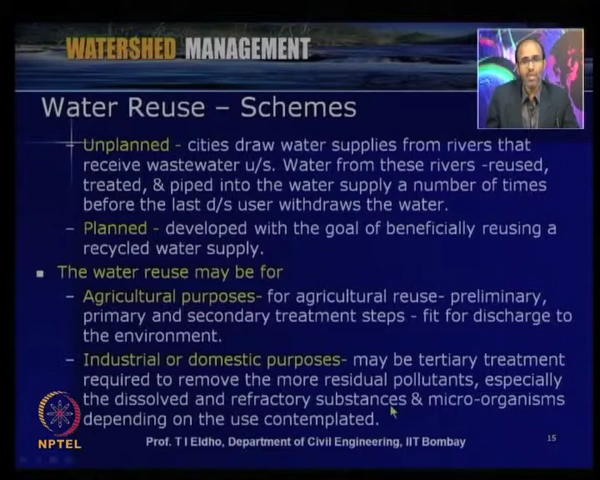 WATERSHED MANAGEMENT
Water Reuse – Schemes
– Unplanned - cities draw water supplies from rivers that
receive wastewater u/s. Water from these rivers -reused,
treated, & piped into the water supply a number of times
before the last d/s user withdraws the water.
– Planned - developed with the goal of beneficially reusing a
recycled water supply.
■ The water reuse may be for
– Agricultural purposes- for agricultural reuse- preliminary,
primary and secondary treatment steps - fit for discharge to
the environment.
– Industrial or domestic purposes- may be tertiary treatment
required to remove the more residual pollutants, especially
the dissolved and refractory substances & micro-organisms
depending on the use contemplated.
NPTEL
Prof. T I Eldho, Department of Civil Engineering, IIT Bombay
15